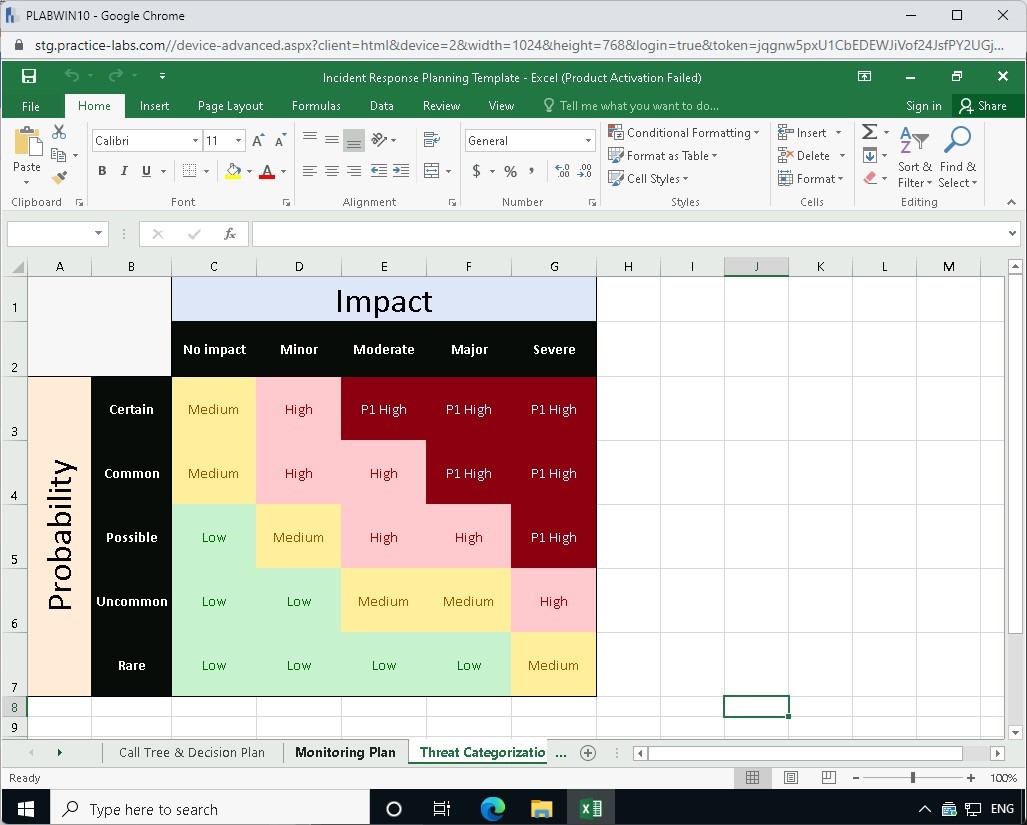 PLABWIN10 - Google Chrome
stg.practice-labs.com//device-advanced.aspx?client=html&device=2&width=1024&height=768&login=true&token=jqgnw5pxU1CbEDEWJiVof24JsfPY2UGj...
Incident Response Planning Template - Excel (Product Activation Failed)
File Home Insert Page Layout Formulas Data Review View Tell me what you want to do... Sign in Share
Calibri 11 General Conditional Formatting Insert
Paste B I U $ % , Format as Table Delete Sort & Find &
Cell Styles Format Filter Select
Clipboard Font Alignment Number Styles Cells Editing
fx
A B C D E F G H I J K L M
1 Impact
2 No impact Minor Moderate Major Severe
Probability
3 Certain Medium High P1 High P1 High P1 High
4 Common Medium High High P1 High P1 High
5 Possible Low Medium High High P1 High
6 Uncommon Low Low Medium Medium High
7 Rare Low Low Low Low Medium
8
9
Call Tree & Decision Plan Monitoring Plan Threat Categorizatio ...
Ready 100%
Type here to search ENG